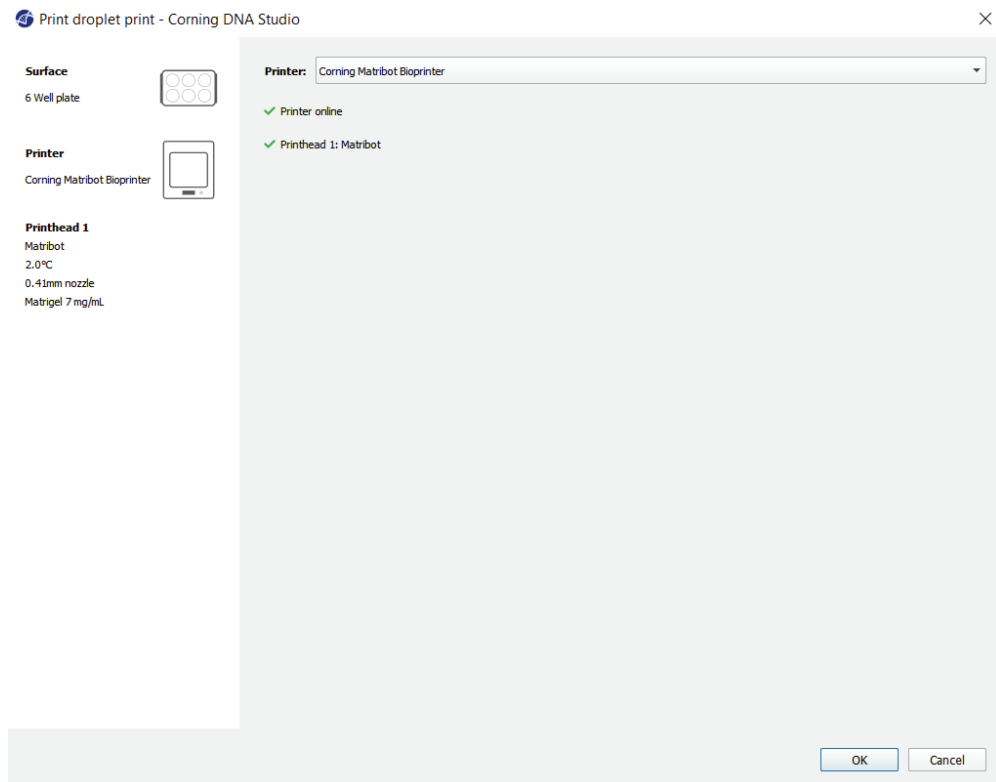 Print droplet print - Corning DNA Studio
Surface
6 Well plate
Printer
Corning Matribot Bioprinter
Printhead 1
Matribot
2.0°C
0.41mm nozzle
Matrigel 7 mg/mL
Printer: Corning Matribot Bioprinter
Printer online
Printhead 1: Matribot
OK Cancel